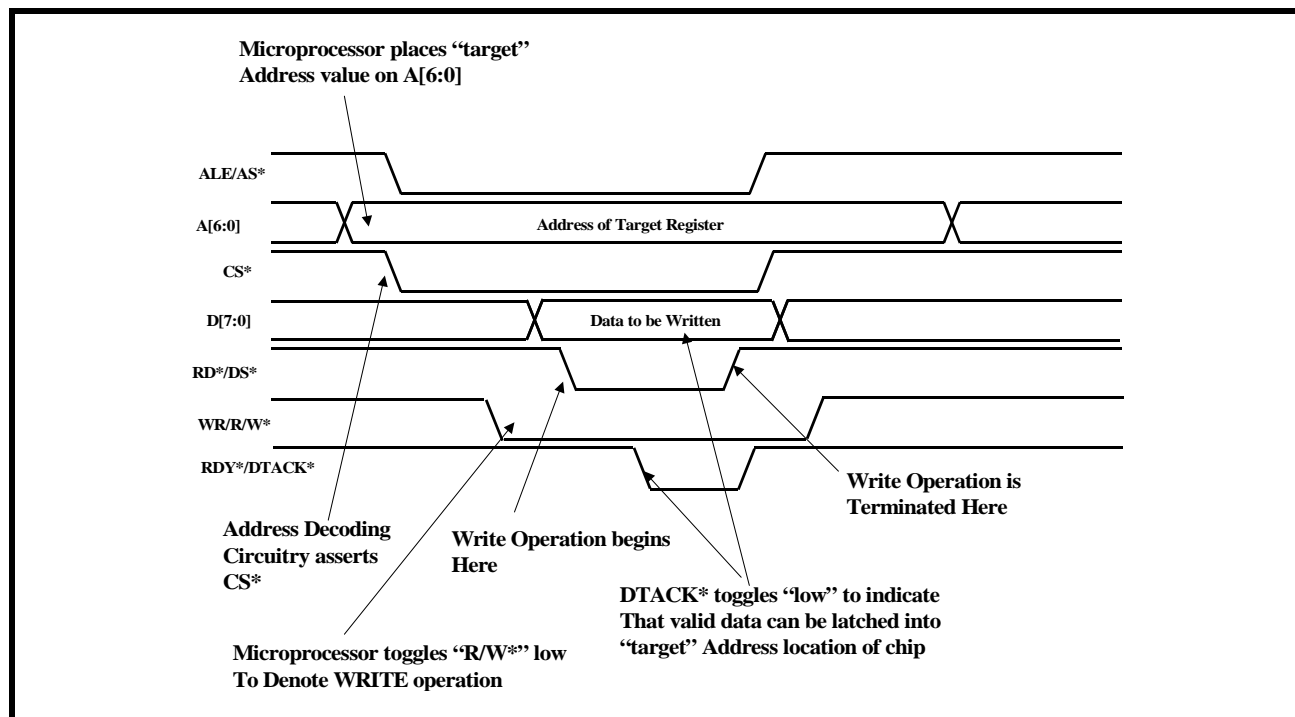 Microprocessor places “target”
Address value on A[6:0]
ALE/AS*
A[6:0]
Address of Target Register
CS*
D[7:0]
Data to be Written
RD*/DS*
WR/R/W*
RDY*/DTACK*
Write Operation is
Terminated Here
Address Decoding
Circuitry asserts
CS*
Write Operation begins
Here
DTACK* toggles “low” to indicate
That valid data can be latched into
“target” Address location of chip
Microprocessor toggles “R/W*” low
To Denote WRITE operation